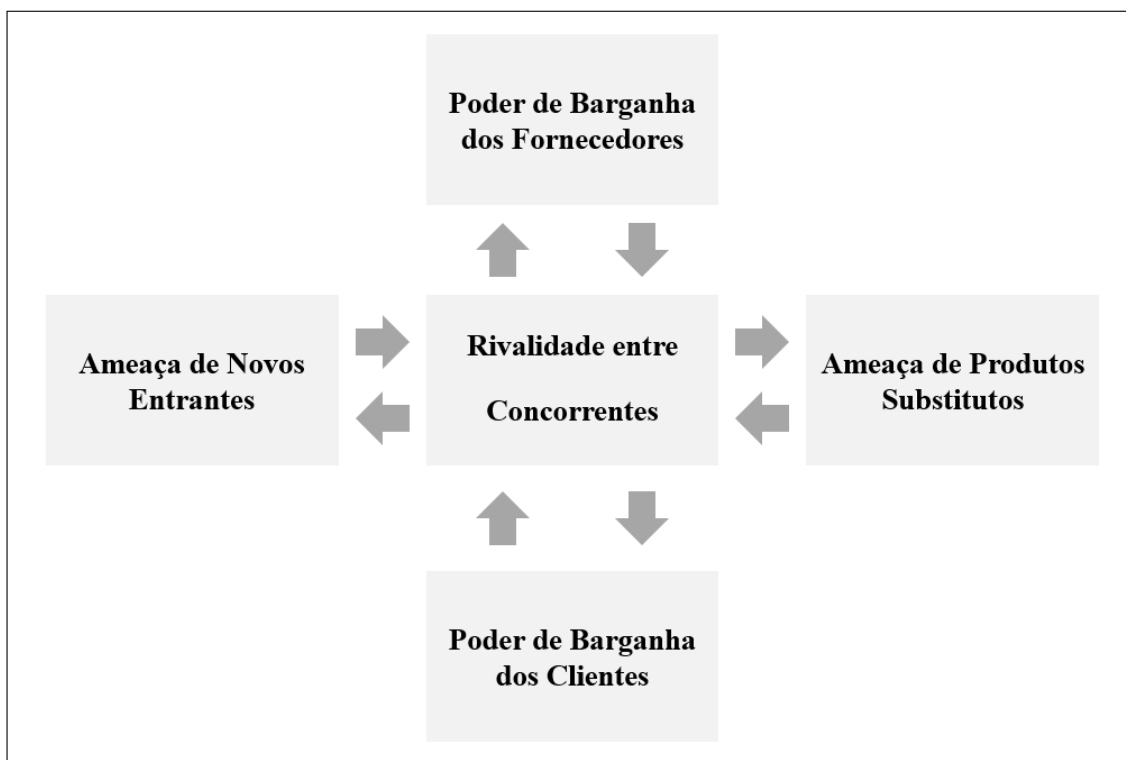 Poder de Barganha
dos Fornecedores
Ameaça de Novos
Entrantes
Rivalidade entre
Concorrentes
Ameaça de Produtos
Substitutos
Poder de Barganha
dos Clientes